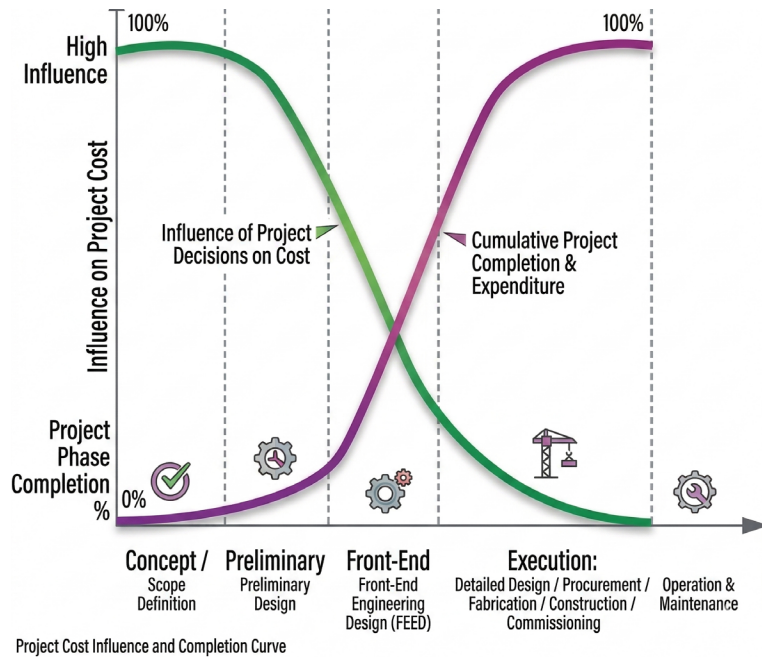 100%
100%
High
Influence
Influence on Project Cost
Influence of Project
Decisions on Cost
Cumulative Project
Completion &
Expenditure
Project
Phase
Completion
%
0%
Concept /
Scope
Definition
Preliminary
Preliminary
Design
Front-End
Front-End
Engineering
Design (FEED)
Execution:
Detailed Design / Procurement /
Fabrication / Construction /
Commissioning
Operation &
Maintenance
Project Cost Influence and Completion Curve